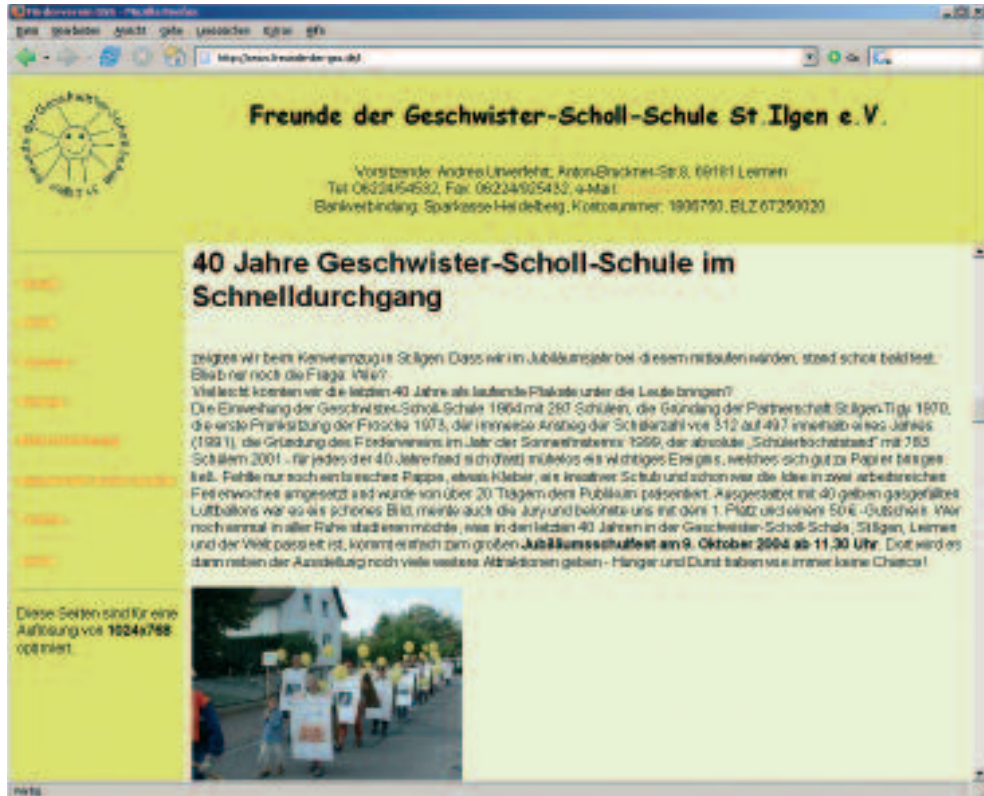 Freunde der Geschwister-Scholl-Schule St.Ilgen e.V.
Vorsitzende: Andrea Unverfehrt, Anton-Bruckner-Str.8, 69181 Leimen
Tel: 06224/54532, Fax: 06224/925432, e-Mail:
Bankverbindung: Sparkasse Heidelberg, Kontonummer: 1906760, BLZ 67250020
40 Jahre Geschwister-Scholl-Schule im
Schnelldurchgang
zeigten wir beim Kerweumzug in St.Ilgen. Dass wir im Jubiläumsjahr bei diesem mitlaufen würden, stand schon bald fest.
Blieb nur noch die Frage: Wie?
Vielleicht könnten wir die letzten 40 Jahre als laufende Plakate unter die Leute bringen?
Die Einweihung der Geschwister-Scholl-Schule 1964 mit 297 Schülern, die Gründung der Partnerschaft St.Ilgen-Tigy 1970,
die erste Prunksitzung der Frösche 1973, der immense Anstieg der Schülerzahl von 312 auf 497 innerhalb eines Jahres
(1991), die Gründung des Fördervereins im Jahr der Sonnenfinsternis 1999, der absolute „Schülerhöchststand“ mit 783
Schülern 2001 - für jedes der 40 Jahre fand sich (fast) mühelos ein wichtiges Ereignis, welches sich gut zu Papier bringen
ließ. Fehlte nur noch ein bisschen Pappe, etwas Kleber, ein kreativer Schub und schon war die Idee in zwei arbeitsreichen
Ferienwochen umgesetzt und wurde von über 20 Trägern dem Publikum präsentiert. Ausgestattet mit 40 gelben gasgefüllten
Luftballons war es ein schönes Bild, meinte auch die Jury und belohnte uns mit dem 1. Platz und einem 50 € -Gutschein. Wer
noch einmal in aller Ruhe studieren möchte, was in den letzten 40 Jahren in der Geschwister-Scholl-Schule, St.Ilgen, Leimen
und der Welt passiert ist, kommt einfach zum großen Jubiläumsschulfest am 9. Oktober 2004 ab 11.30 Uhr. Dort wird es
dann neben der Ausstellung noch viele weitere Attraktionen geben - Hunger und Durst haben wie immer keine Chance!
Diese Seiten sind für eine
Auflösung von 1024x768
optimiert.
Fertig